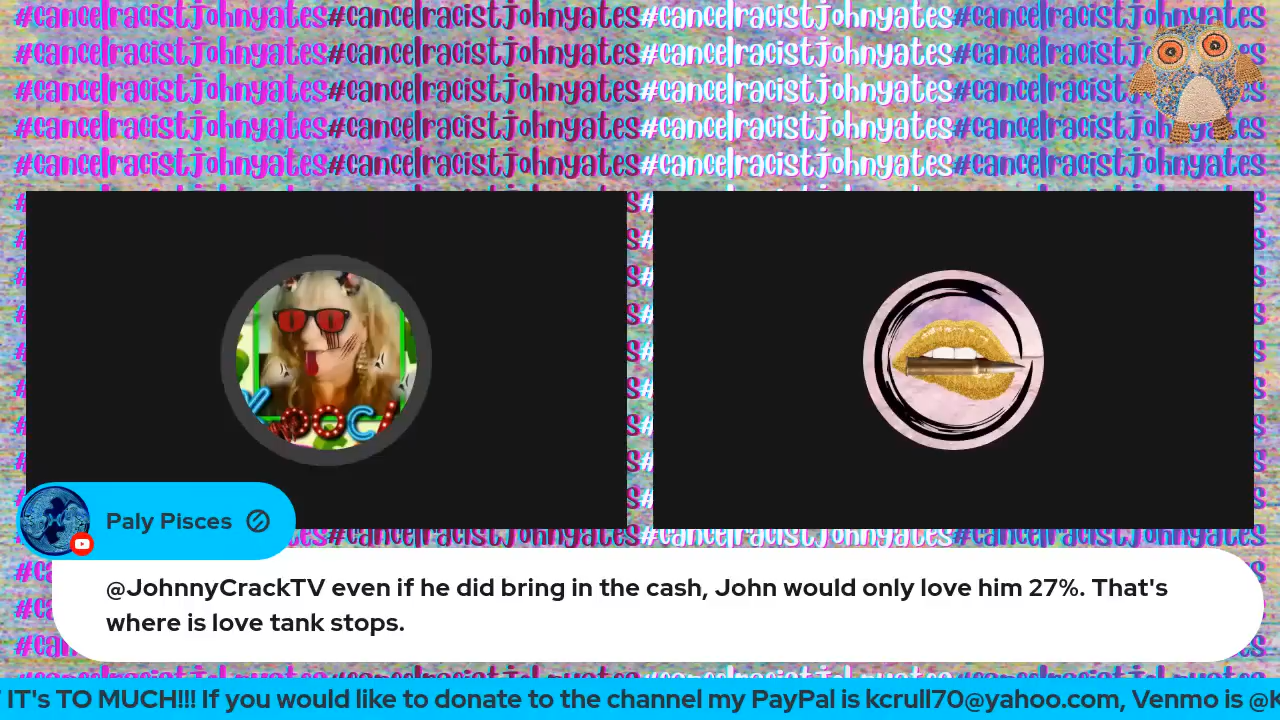 #cancelracistjohnyates#cancelracistjohnyates#cancelracistjohnyates#cancelracistjohnyates
#cancelracistjohnyates#cancelracistjohnyates#cancelracistjohnyates#cancelracistjohnyates
#cancelracistjohnyates#cancelracistjohnyates#cancelracistjohnyates#cancelracistjohnyates
#cancelracistjohnyates#cancelracistjohnyates#cancelracistjohnyates#cancelracistjohnyates
#cancelracistjohnyates#cancelracistjohnyates#cancelracistjohnyates#cancelracistjohnyates
Paly Pisces
@JohnnyCrackTV even if he did bring in the cash, John would only love him 27%. That's
where is love tank stops.
IT's TO MUCH!!! If you would like to donate to the channel my PayPal is kcrull70@yahoo.com, Venmo is @K